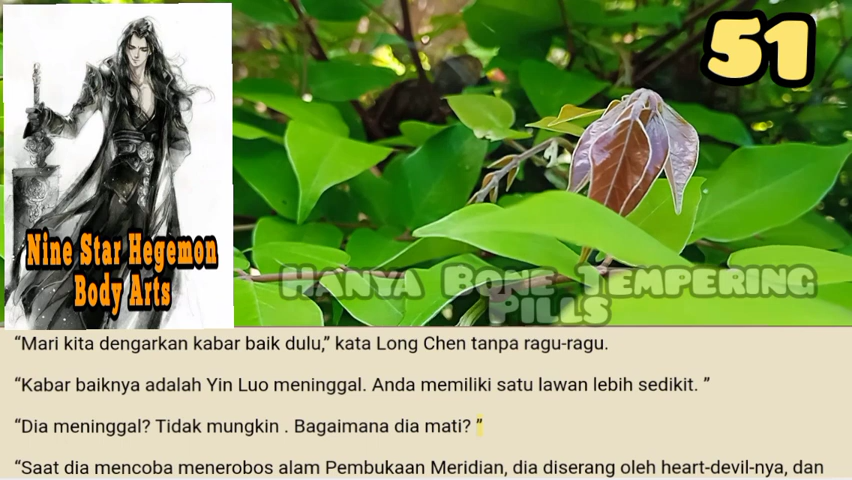 51
Nine Star Hegemon
Body Arts
Hanya Bone Tempering
Pills
“Mari kita dengarkan kabar baik dulu,” kata Long Chen tanpa ragu-ragu.
“Kabar baiknya adalah Yin Luo meninggal. Anda memiliki satu lawan lebih sedikit. ”
“Dia meninggal? Tidak mungkin . Bagaimana dia mati? ”
“Saat dia mencoba menerobos alam Pembukaan Meridian, dia diserang oleh heart-devil-nya, dan